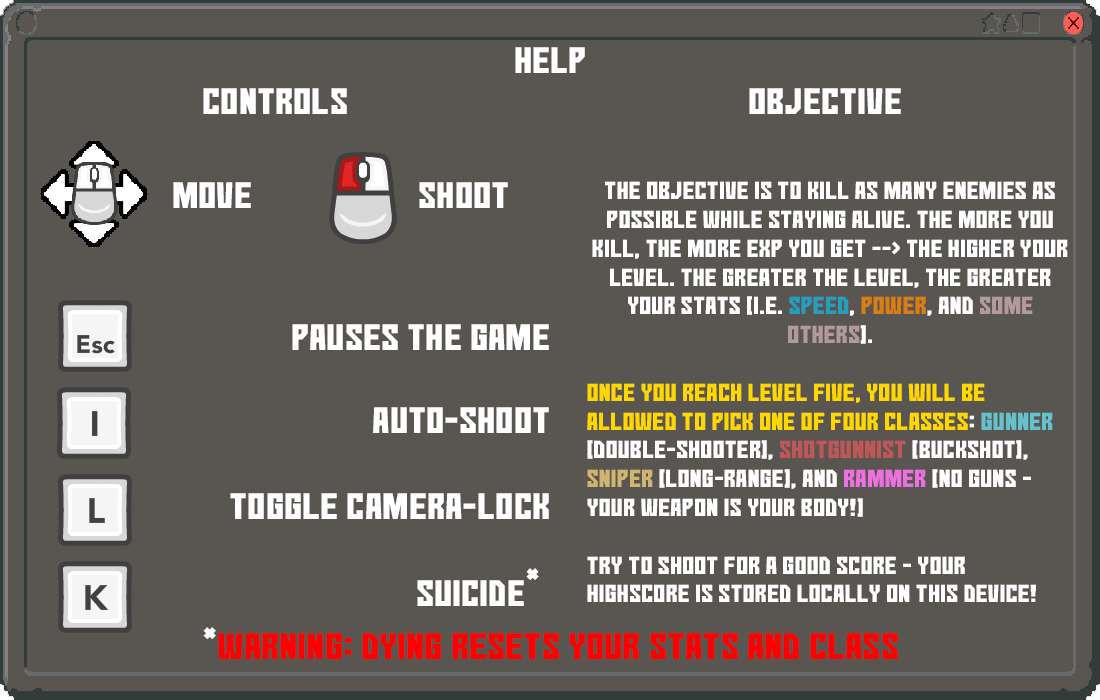 HELP
CONTROLS
MOVE
SHOOT
Esc
PAUSES THE GAME
I
AUTO-SHOOT
L
TOGGLE CAMERA-LOCK
K
SUICIDE*
OBJECTIVE
THE OBJECTIVE IS TO KILL AS MANY ENEMIES AS
POSSIBLE WHILE STAYING ALIVE. THE MORE YOU
KILL, THE MORE EXP YOU GET --> THE HIGHER YOUR
LEVEL. THE GREATER THE LEVEL, THE GREATER
YOUR STATS [I.E. SPEED, POWER, AND SOME
OTHERS].
ONCE YOU REACH LEVEL FIVE, YOU WILL BE
ALLOWED TO PICK ONE OF FOUR CLASSES: GUNNER
[DOUBLE-SHOOTER], SHOTGUNNIST [BUCKSHOT],
SNIPER [LONG-RANGE], AND RAMMER [NO GUNS -
YOUR WEAPON IS YOUR BODY!]
TRY TO SHOOT FOR A GOOD SCORE - YOUR
HIGHSCORE IS STORED LOCALLY ON THIS DEVICE!
*WARNING: DYING RESETS YOUR STATS AND CLASS